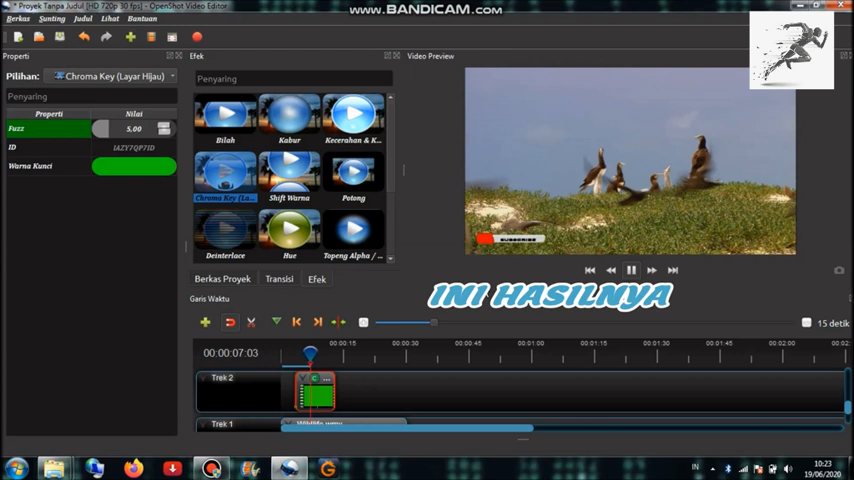 * Proyek Tanpa Judul [HD 720p 30 fps] - OpenShot Video Editor
www.BANDICAM.com
Berkas Sunting Judul Lihat Bantuan
Properti
Efek
Video Preview
Pilihan:
Chroma Key (Layar Hijau)
Penyaring
Penyaring
Properti Nilai
Fuzz 5,00
ID 1AZY7QP7ID
Warna Kunci
Bilah Kabur Kecerahan & K...
Chroma Key (La... Shift Warna Potong
Deinterlace Hue Topeng Alpha / ...
SUBSCRIBE
Berkas Proyek Transisi Efek
INI HASILNYA
Garis Waktu
15 detik
00:00:07:03
00:00:15 00:00:30 00:00:45 00:01:00 00:01:15 00:01:30 00:01:45 00:02:00
Trek 2
C ...
Trek 1
Wildlife.wmv
IN
10:23
19/06/2020